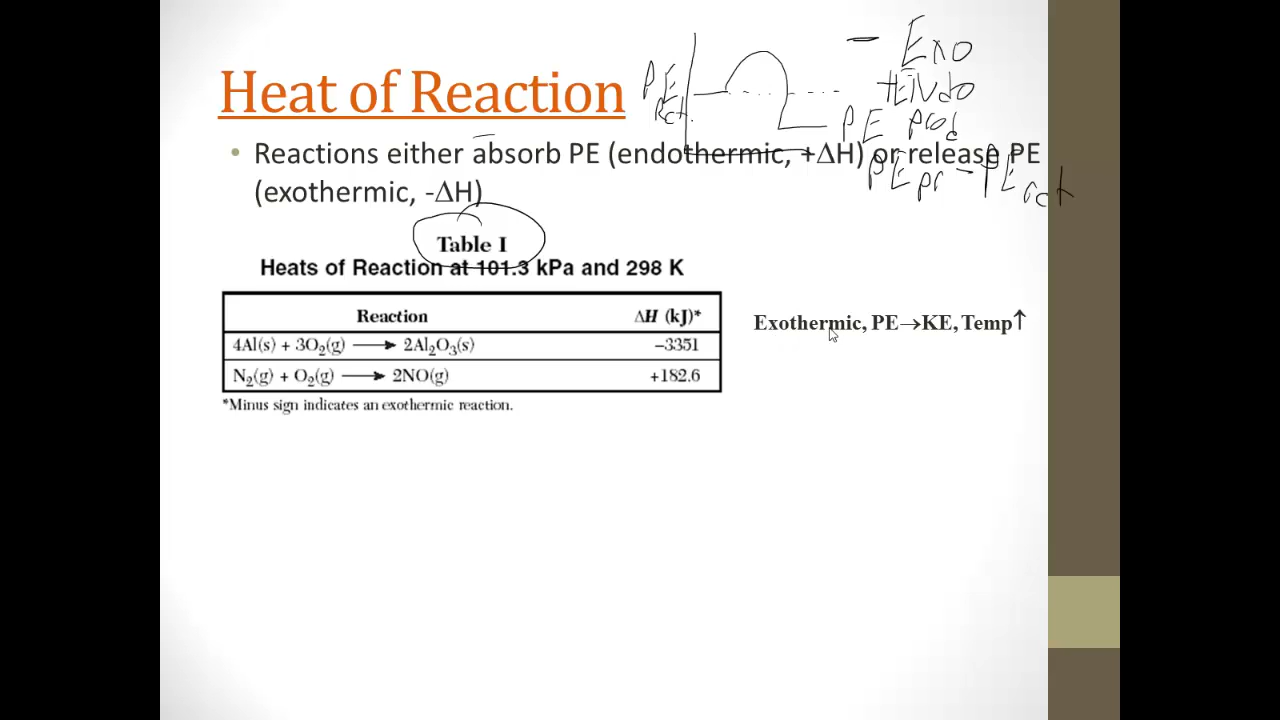 Heat of Reaction
PE
Rct.
- Exo
+ ENdo
PE prod
PE pr - PE rct
• Reactions either absorb PE (endothermic, +ΔH) or release PE
(exothermic, -ΔH)
Table I
Heats of Reaction at 101.3 kPa and 298 K
Reaction ΔH (kJ)*
4Al(s) + 3O₂(g) ⟶ 2Al₂O₃(s) −3351
N₂(g) + O₂(g) ⟶ 2NO(g) +182.6
*Minus sign indicates an exothermic reaction.
Exothermic, PE→KE, Temp↑